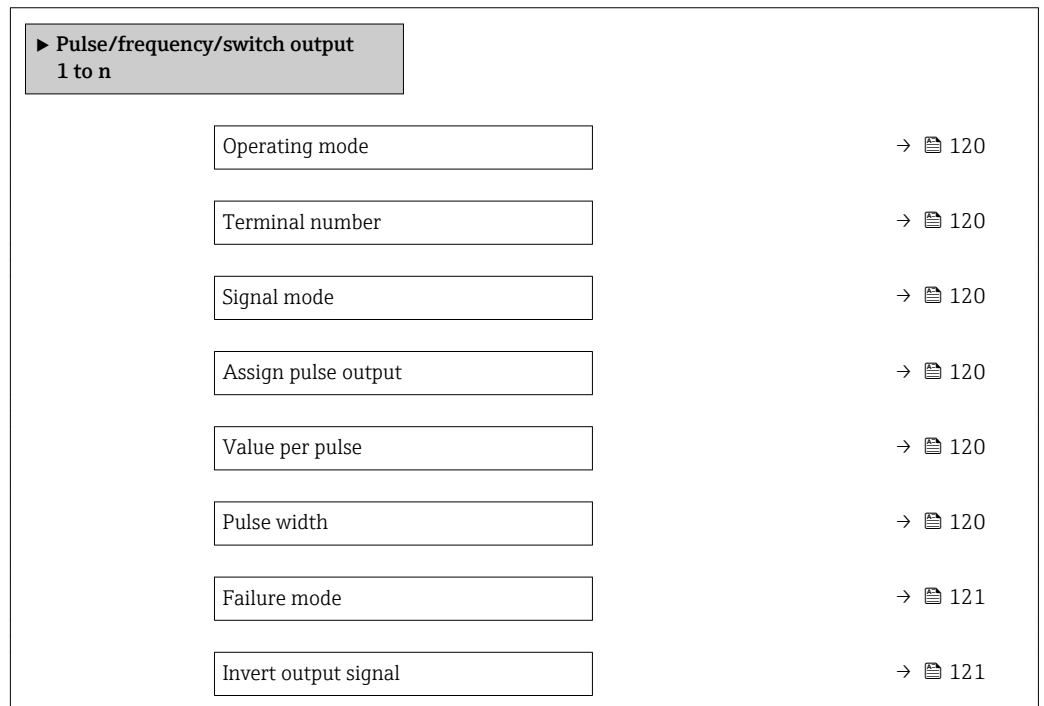 ▶ Pulse/frequency/switch output
1 to n
Operating mode → 120
Terminal number → 120
Signal mode → 120
Assign pulse output → 120
Value per pulse → 120
Pulse width → 120
Failure mode → 121
Invert output signal → 121